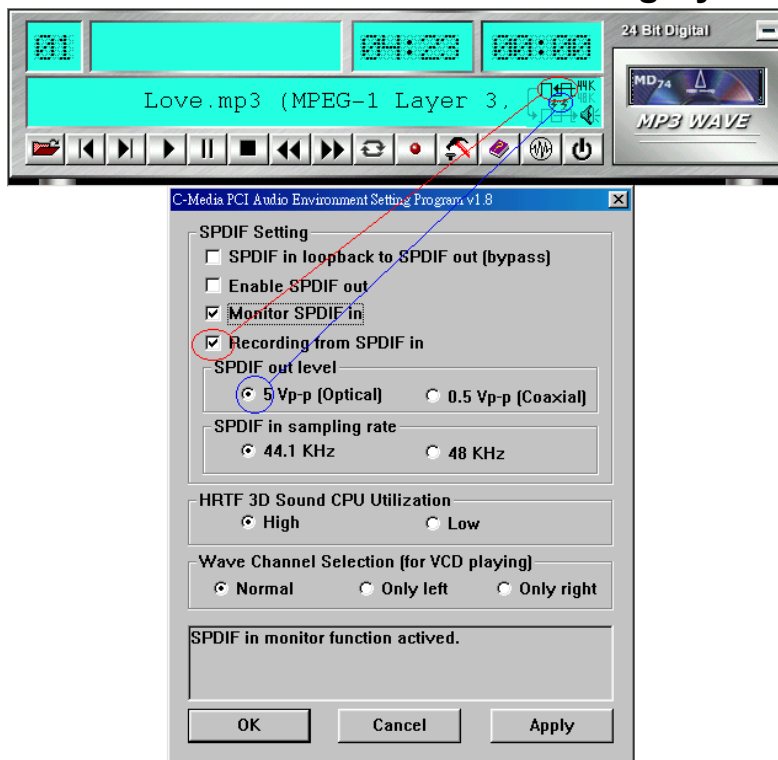 24 Bit Digital
01 04:23 00:00
Love.mp3 (MPEG-1 Layer 3,
44K
48K
MD74
MP3 WAVE
C-Media PCI Audio Environment Setting Program v1.8
SPDIF Setting
SPDIF in loopback to SPDIF out (bypass)
Enable SPDIF out
Monitor SPDIF in
Recording from SPDIF in
SPDIF out level
5 Vp-p (Optical) 0.5 Vp-p (Coaxial)
SPDIF in sampling rate
44.1 KHz 48 KHz
HRTF 3D Sound CPU Utilization
High Low
Wave Channel Selection (for VCD playing)
Normal Only left Only right
SPDIF in monitor function actived.
OK Cancel Apply